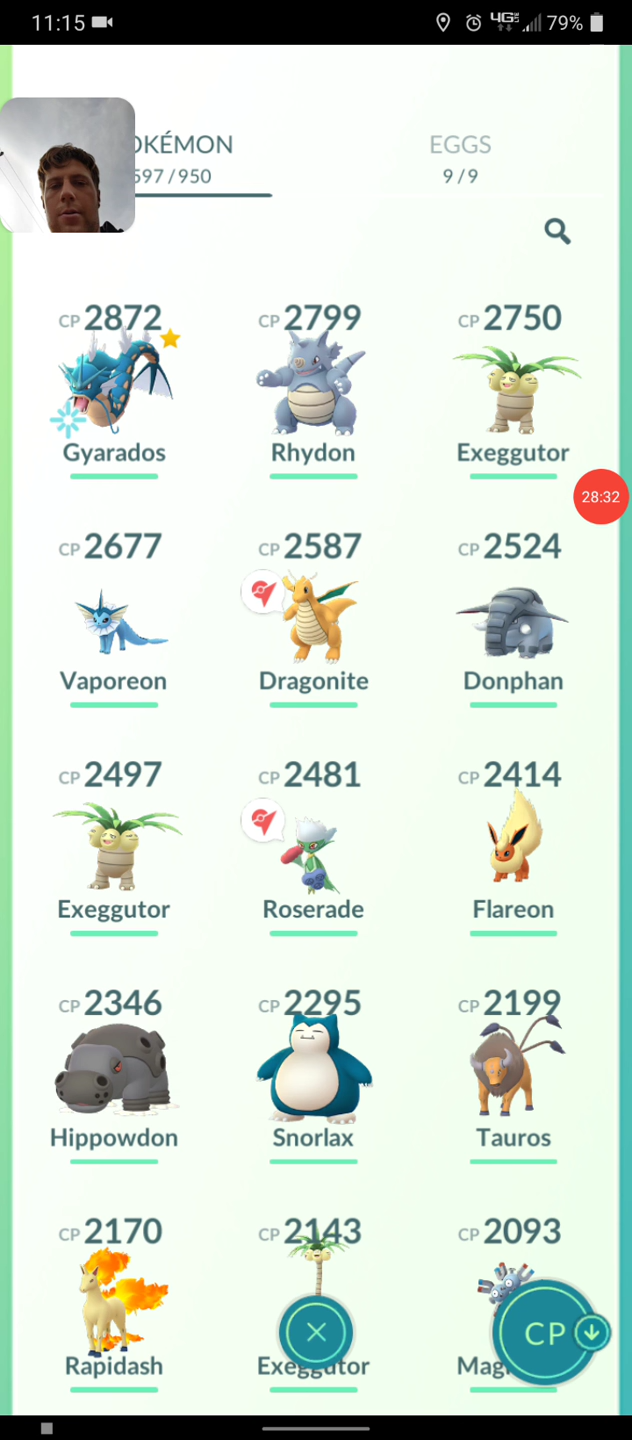 11:15 4G 79%
OKÉMON EGGS
597/950 9/9
CP 2872 CP 2799 CP 2750
Gyarados Rhydon Exeggutor
28:32
CP 2677 CP 2587 CP 2524
Vaporeon Dragonite Donphan
CP 2497 CP 2481 CP 2414
Exeggutor Roserade Flareon
CP 2346 CP 2295 CP 2199
Hippowdon Snorlax Tauros
CP 2170 CP 2143 CP 2093
CP
Rapidash Exeggutor Mag